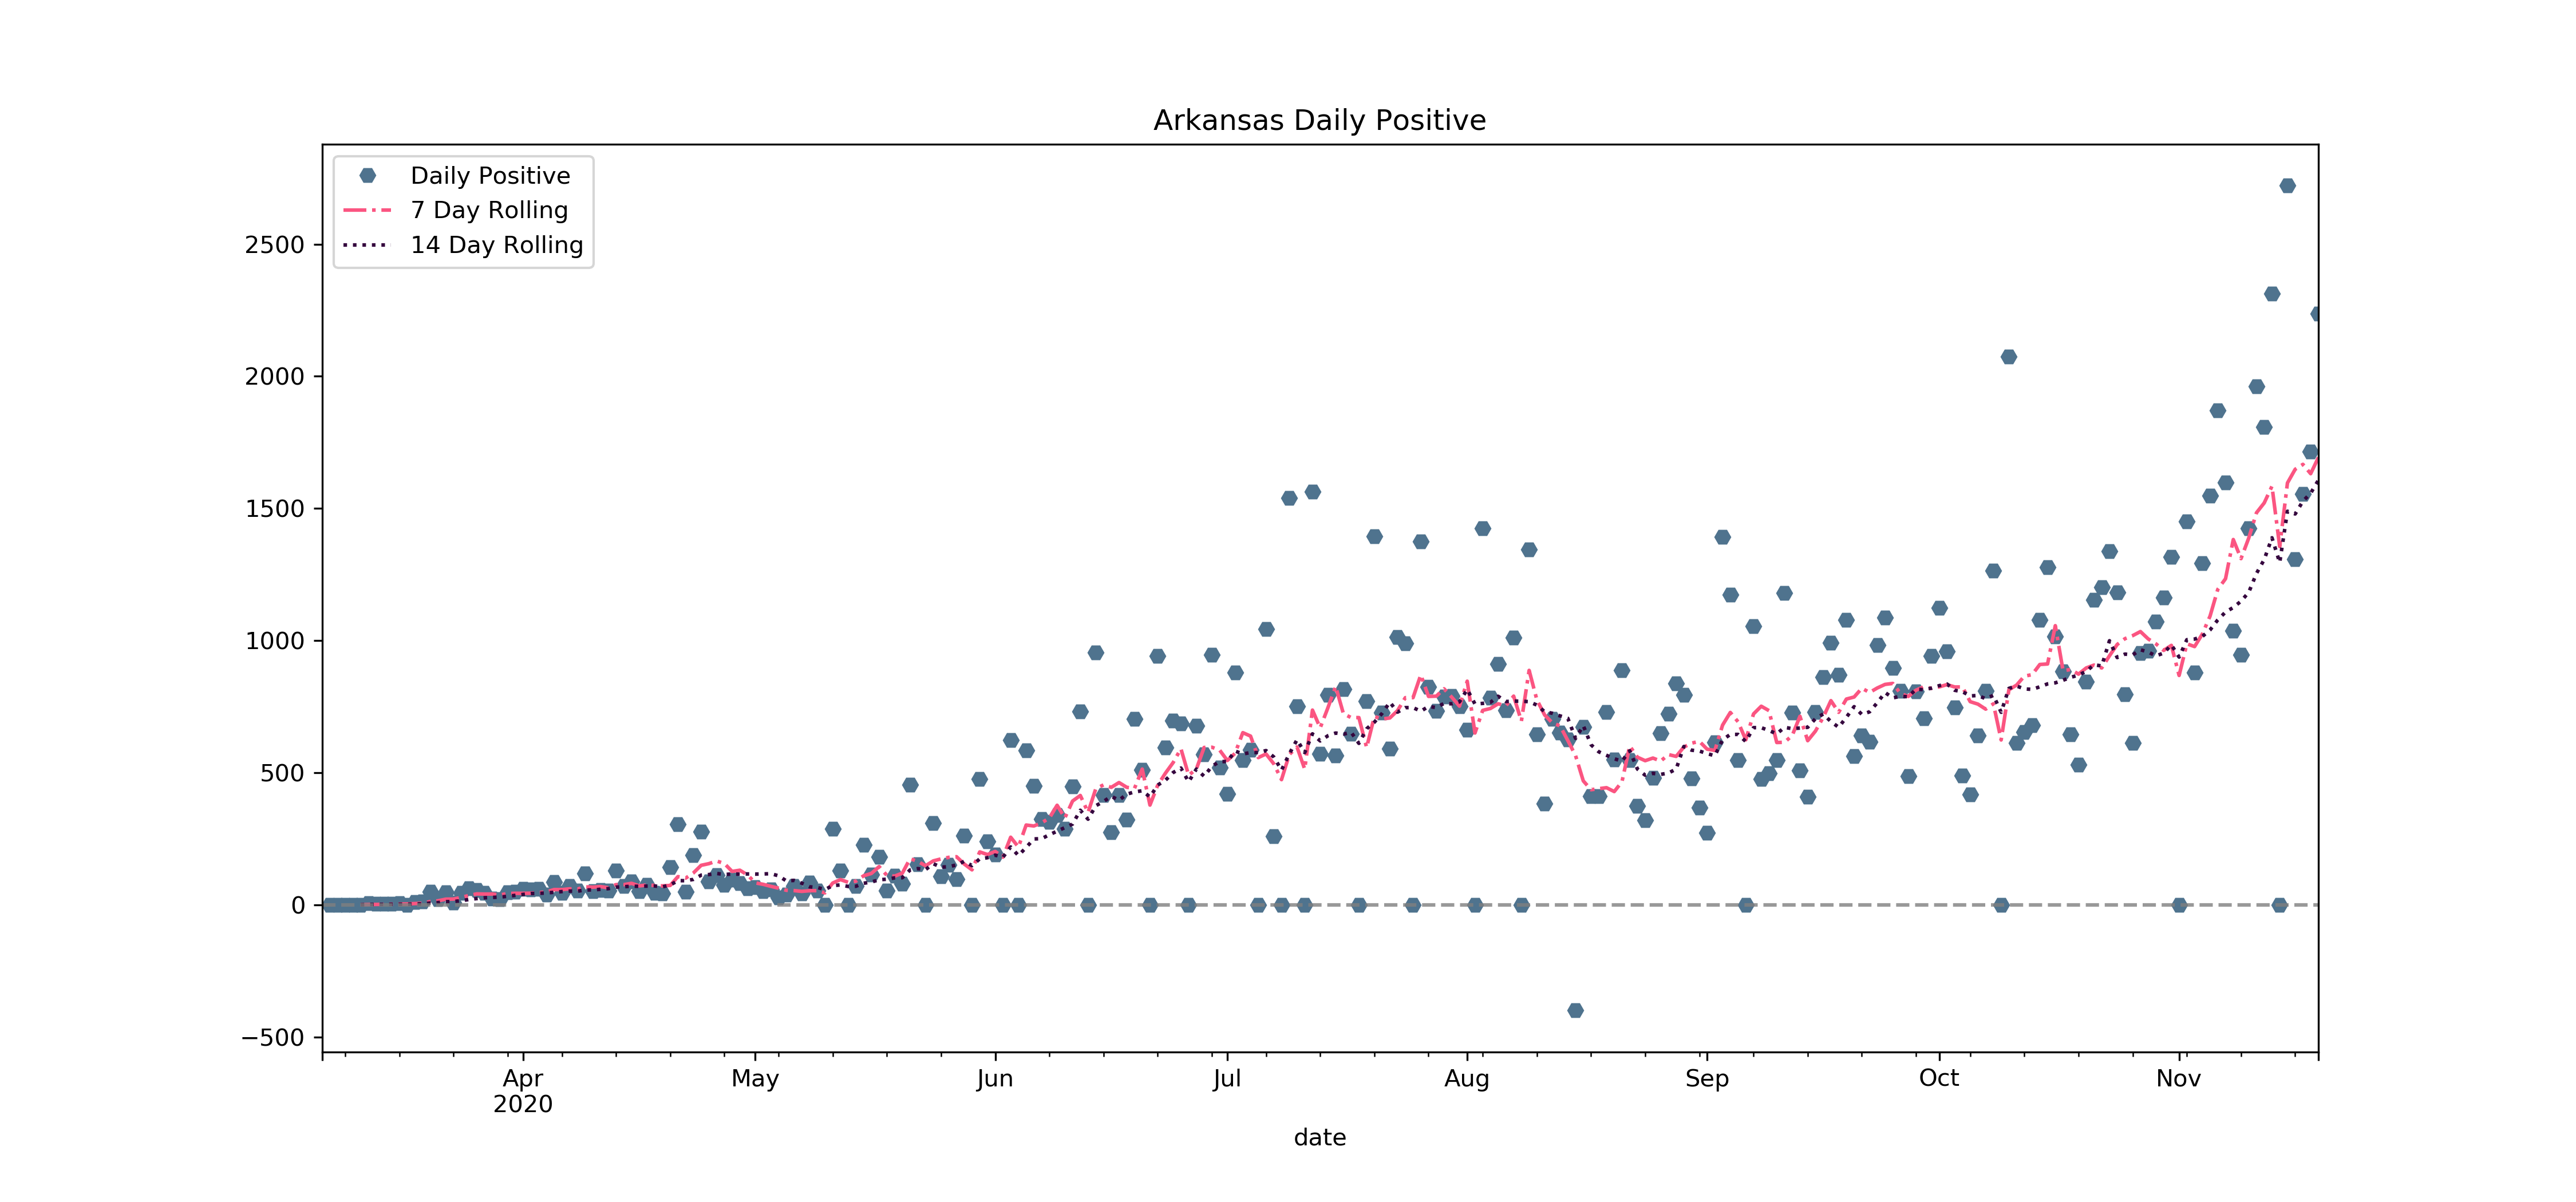 Arkansas Daily Positive
Daily Positive
7 Day Rolling
14 Day Rolling
2500
2000
1500
1000
500
0
−500
Apr May Jun Jul Aug Sep Oct Nov
2020
date